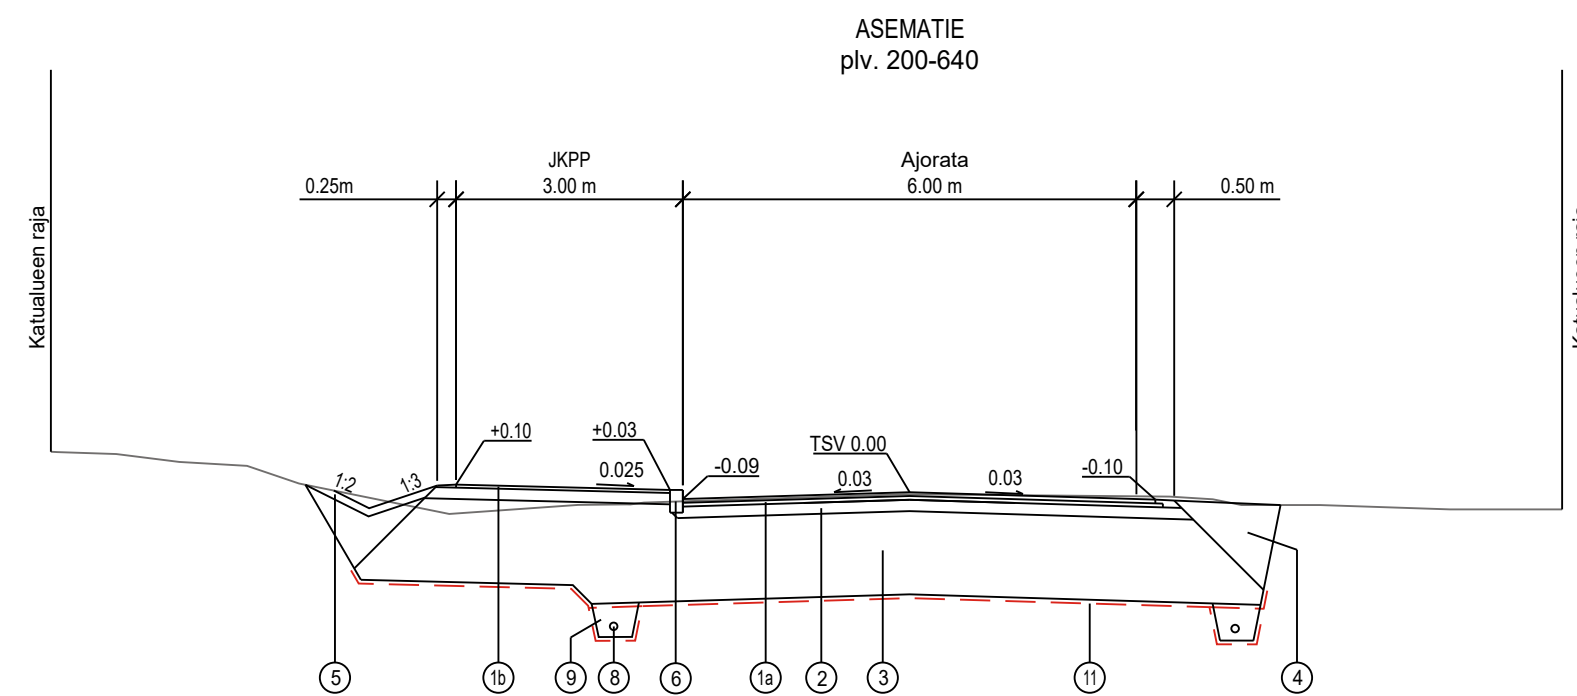 ASEMATIE
plv. 200-640
JKPP
Ajorata
0.25m
3.00 m
6.00 m
0.50 m
Katualueen raja
Katualueen raja
+0.10
+0.03
TSV 0.00
-0.09
-0.10
1:2
1:3
0.025
0.03
0.03
5
1b
9
8
6
1a
2
3
11
4